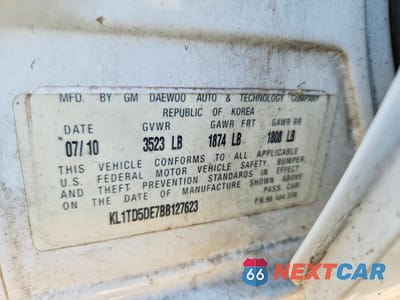 MFD. BY GM DAEWOO AUTO & TECHNOLOGY COMPANY
REPUBLIC OF KOREA
DATE GVWR GAWR FRT GAWR RR
07/10 3523 LB 1874 LB 1808 LB
THIS VEHICLE CONFORMS TO ALL APPLICABLE
U.S. FEDERAL MOTOR VEHICLE SAFETY, BUMPER,
AND THEFT PREVENTION STANDARDS IN EFFECT
ON THE DATE OF MANUFACTURE SHOWN ABOVE
PASS.CAR
KL1TD5DE7BB127623
P.N.96
66 NEXTCAR